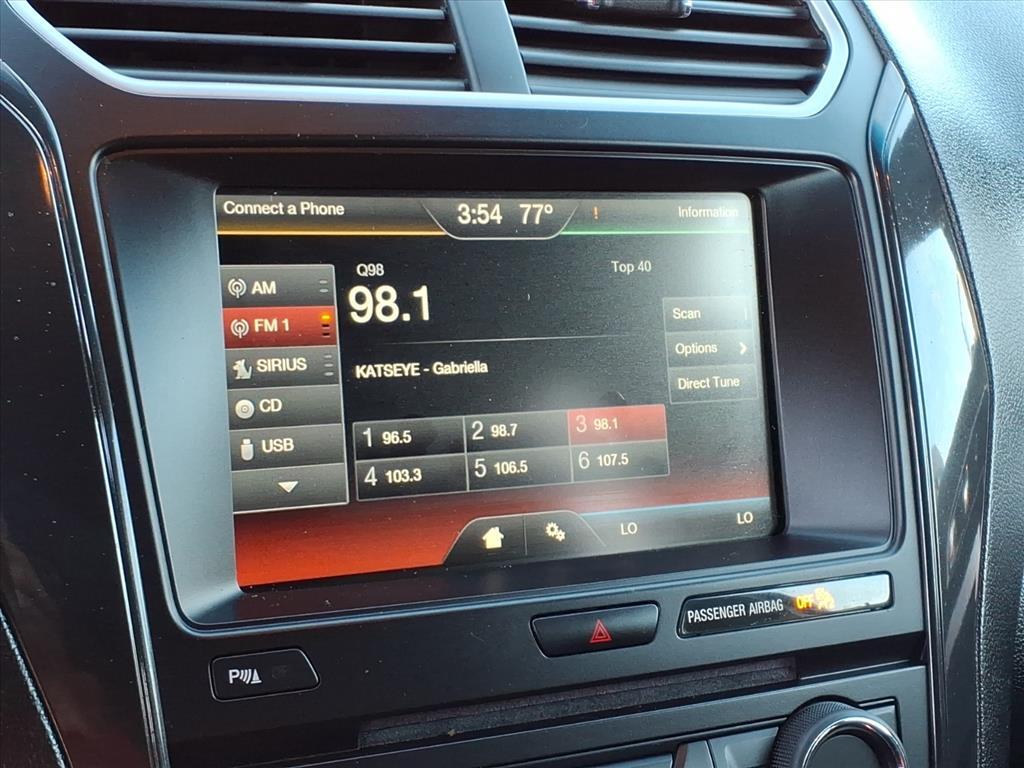 Connect a Phone 3:54 77° ! Information
Q98 Top 40
98.1
AM
FM 1
SIRIUS
CD
USB
KATSEYE - Gabriella
Scan
Options >
Direct Tune
1 96.5 2 98.7 3 98.1
4 103.3 5 106.5 6 107.5
LO LO
PASSENGER AIRBAG OFF
P